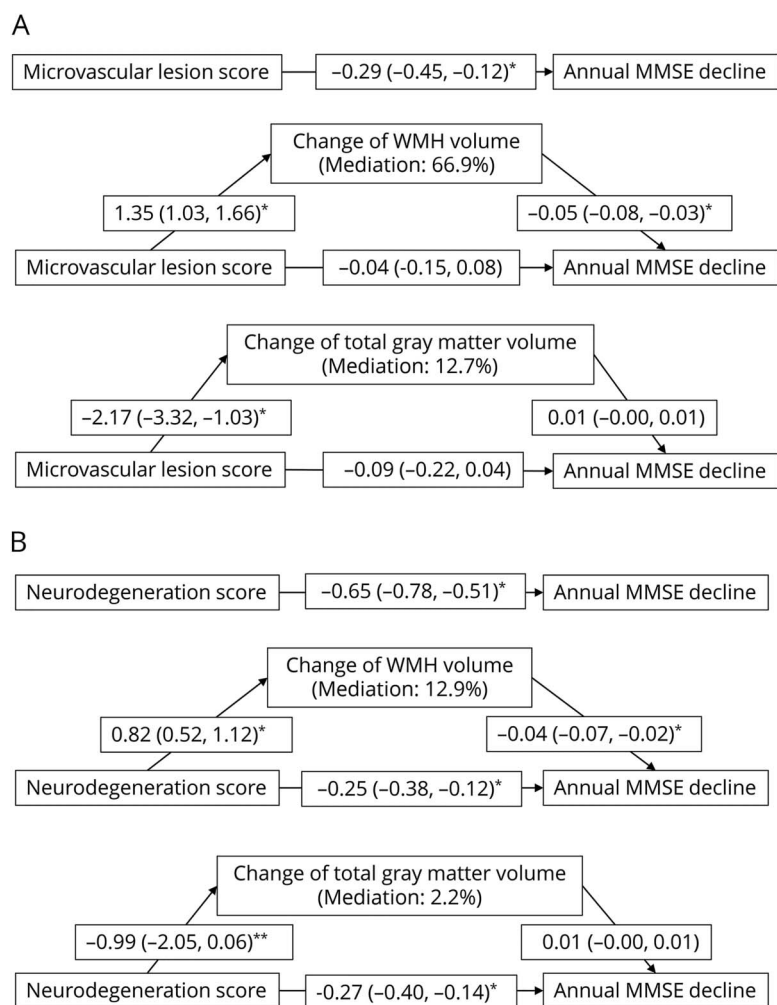 A
Microvascular lesion score
–0.29 (–0.45, –0.12)*
Annual MMSE decline
Change of WMH volume
(Mediation: 66.9%)
1.35 (1.03, 1.66)*
–0.05 (–0.08, –0.03)*
Microvascular lesion score
–0.04 (-0.15, 0.08)
Annual MMSE decline
Change of total gray matter volume
(Mediation: 12.7%)
–2.17 (–3.32, –1.03)*
0.01 (–0.00, 0.01)
Microvascular lesion score
–0.09 (–0.22, 0.04)
Annual MMSE decline
B
Neurodegeneration score
–0.65 (–0.78, –0.51)*
Annual MMSE decline
Change of WMH volume
(Mediation: 12.9%)
0.82 (0.52, 1.12)*
–0.04 (–0.07, –0.02)*
Neurodegeneration score
–0.25 (–0.38, –0.12)*
Annual MMSE decline
Change of total gray matter volume
(Mediation: 2.2%)
–0.99 (–2.05, 0.06)**
0.01 (–0.00, 0.01)
Neurodegeneration score
-0.27 (–0.40, –0.14)*
Annual MMSE decline